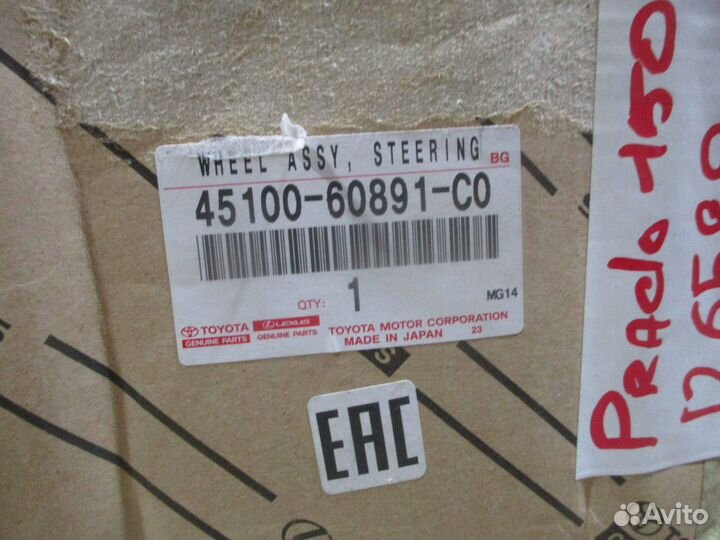 WHEEL ASSY, STEERING BG
45100-60891-C0
QTY: 1
MG14
TOYOTA
GENUINE PARTS
LEXUS
GENUINE PARTS
TOYOTA MOTOR CORPORATION
MADE IN JAPAN 23
EAC
Prado 150
Avito